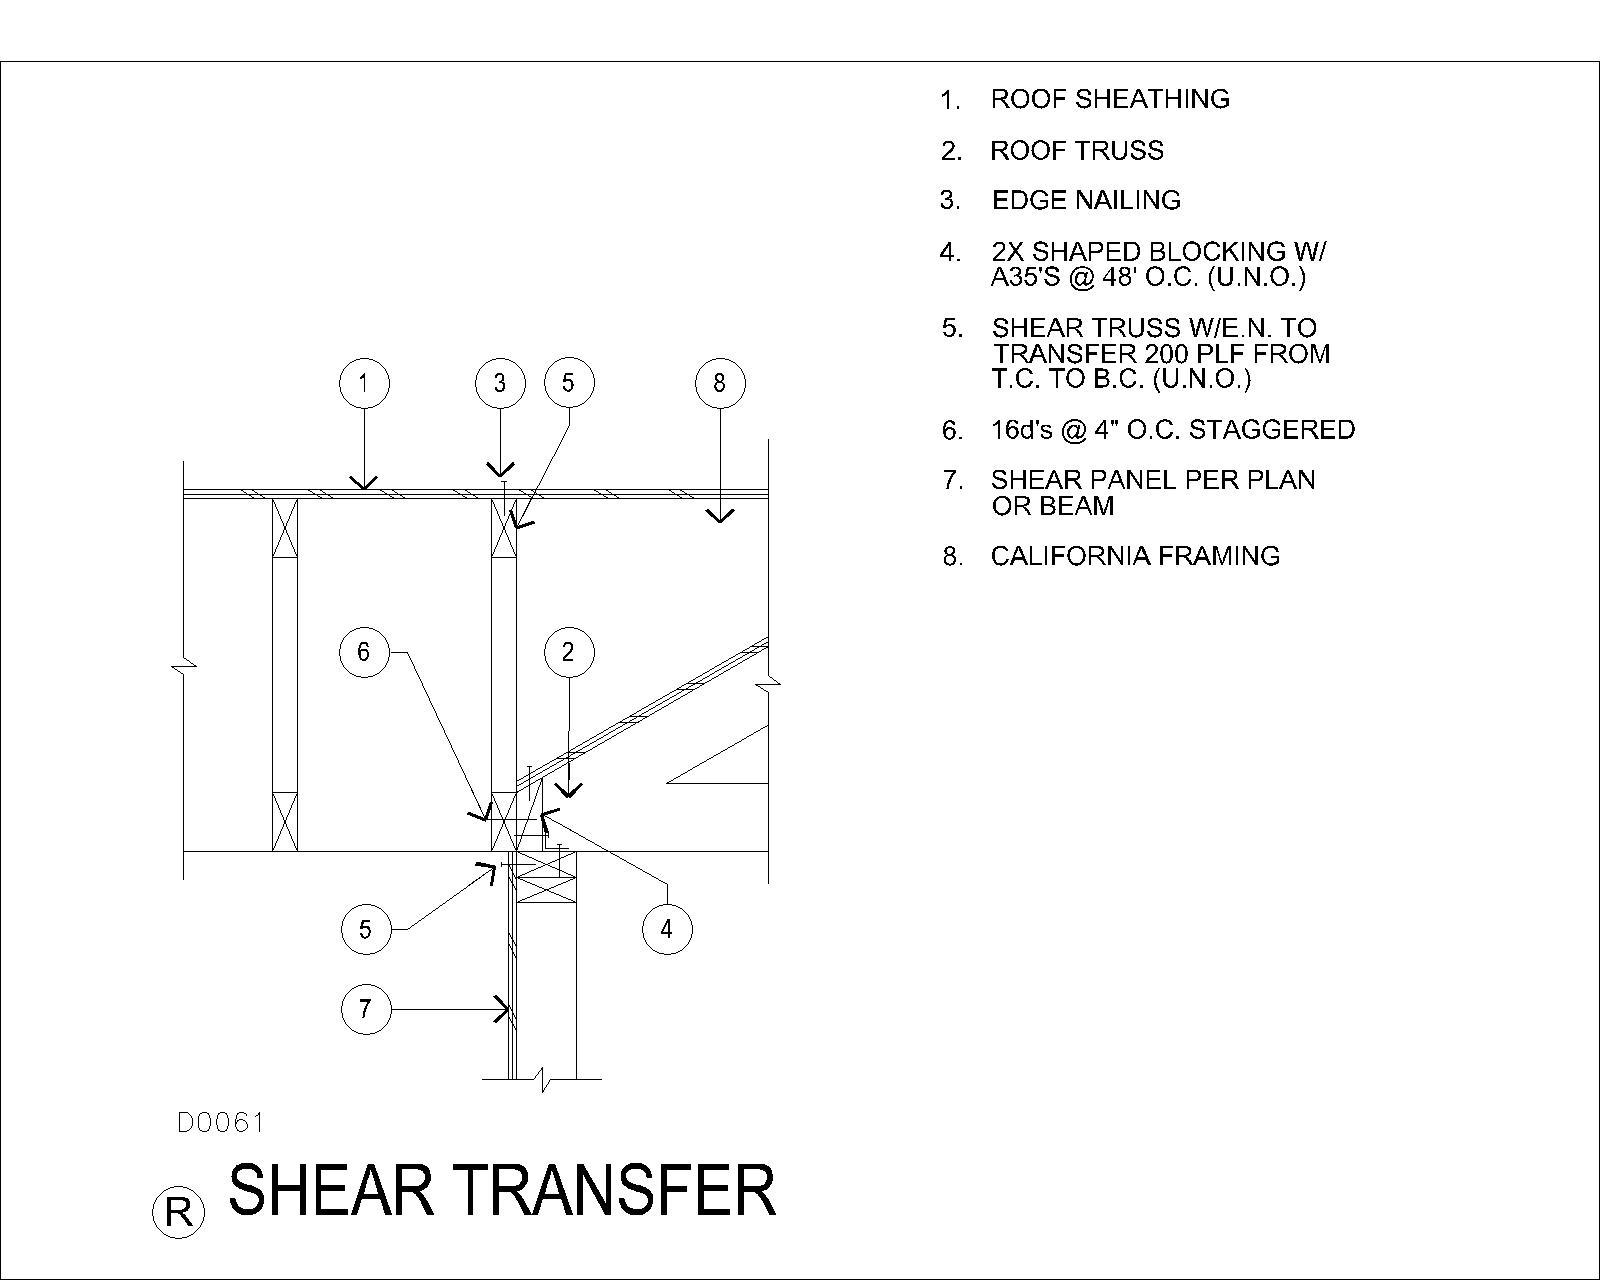 1. ROOF SHEATHING
2. ROOF TRUSS
3. EDGE NAILING
4. 2X SHAPED BLOCKING W/
A35'S @ 48' O.C. (U.N.O.)
5. SHEAR TRUSS W/E.N. TO
TRANSFER 200 PLF FROM
T.C. TO B.C. (U.N.O.)
6. 16d's @ 4" O.C. STAGGERED
7. SHEAR PANEL PER PLAN
OR BEAM
8. CALIFORNIA FRAMING
1 3 5 8
6 2
5 4
7
D0061
R SHEAR TRANSFER